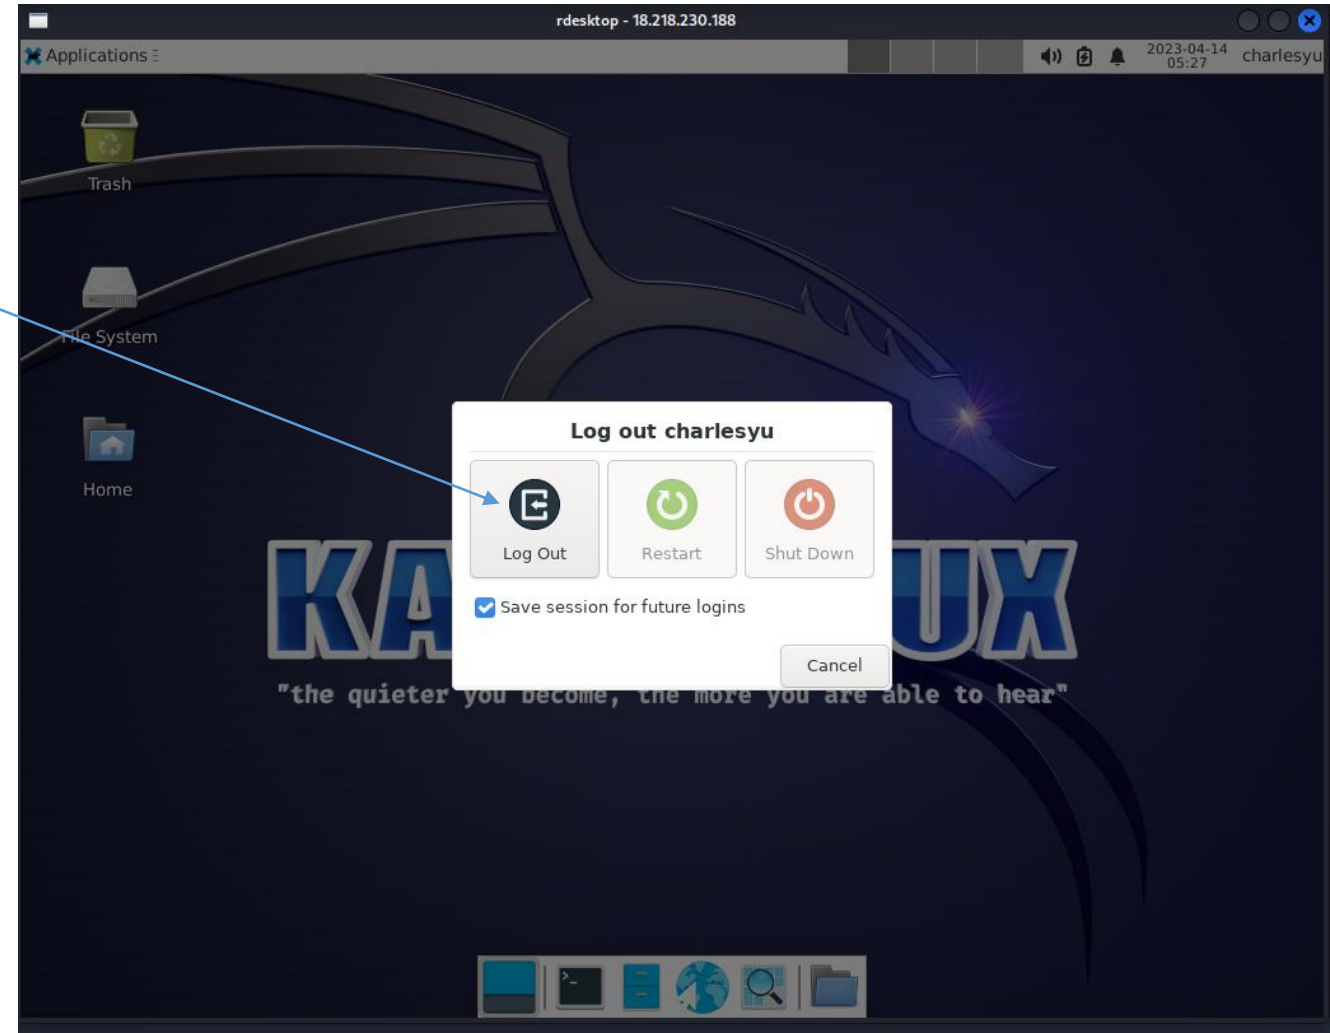 rdesktop - 18.218.230.188
Applications
2023-04-14
05:27
charlesyu
Trash
File System
Home
Log out charlesyu
Log Out
Restart
Shut Down
Save session for future logins
Cancel
KA UX
"the quieter you become, the more you are able to hear"